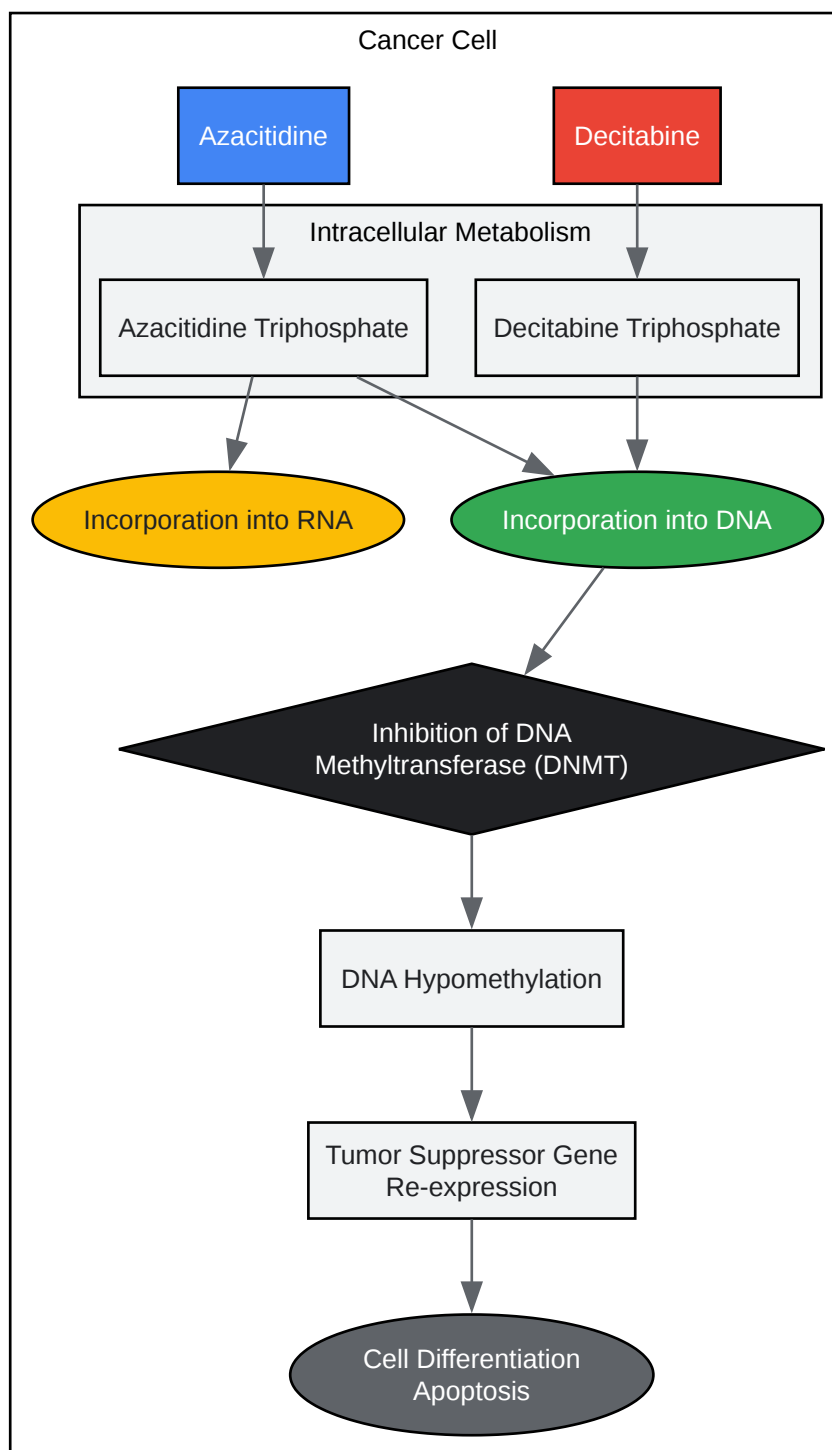 Cancer Cell
Azacitidine
Decitabine
Intracellular Metabolism
Azacitidine Triphosphate
Decitabine Triphosphate
Incorporation into RNA
Incorporation into DNA
Inhibition of DNA
Methyltransferase (DNMT)
DNA Hypomethylation
Tumor Suppressor Gene
Re-expression
Cell Differentiation
Apoptosis